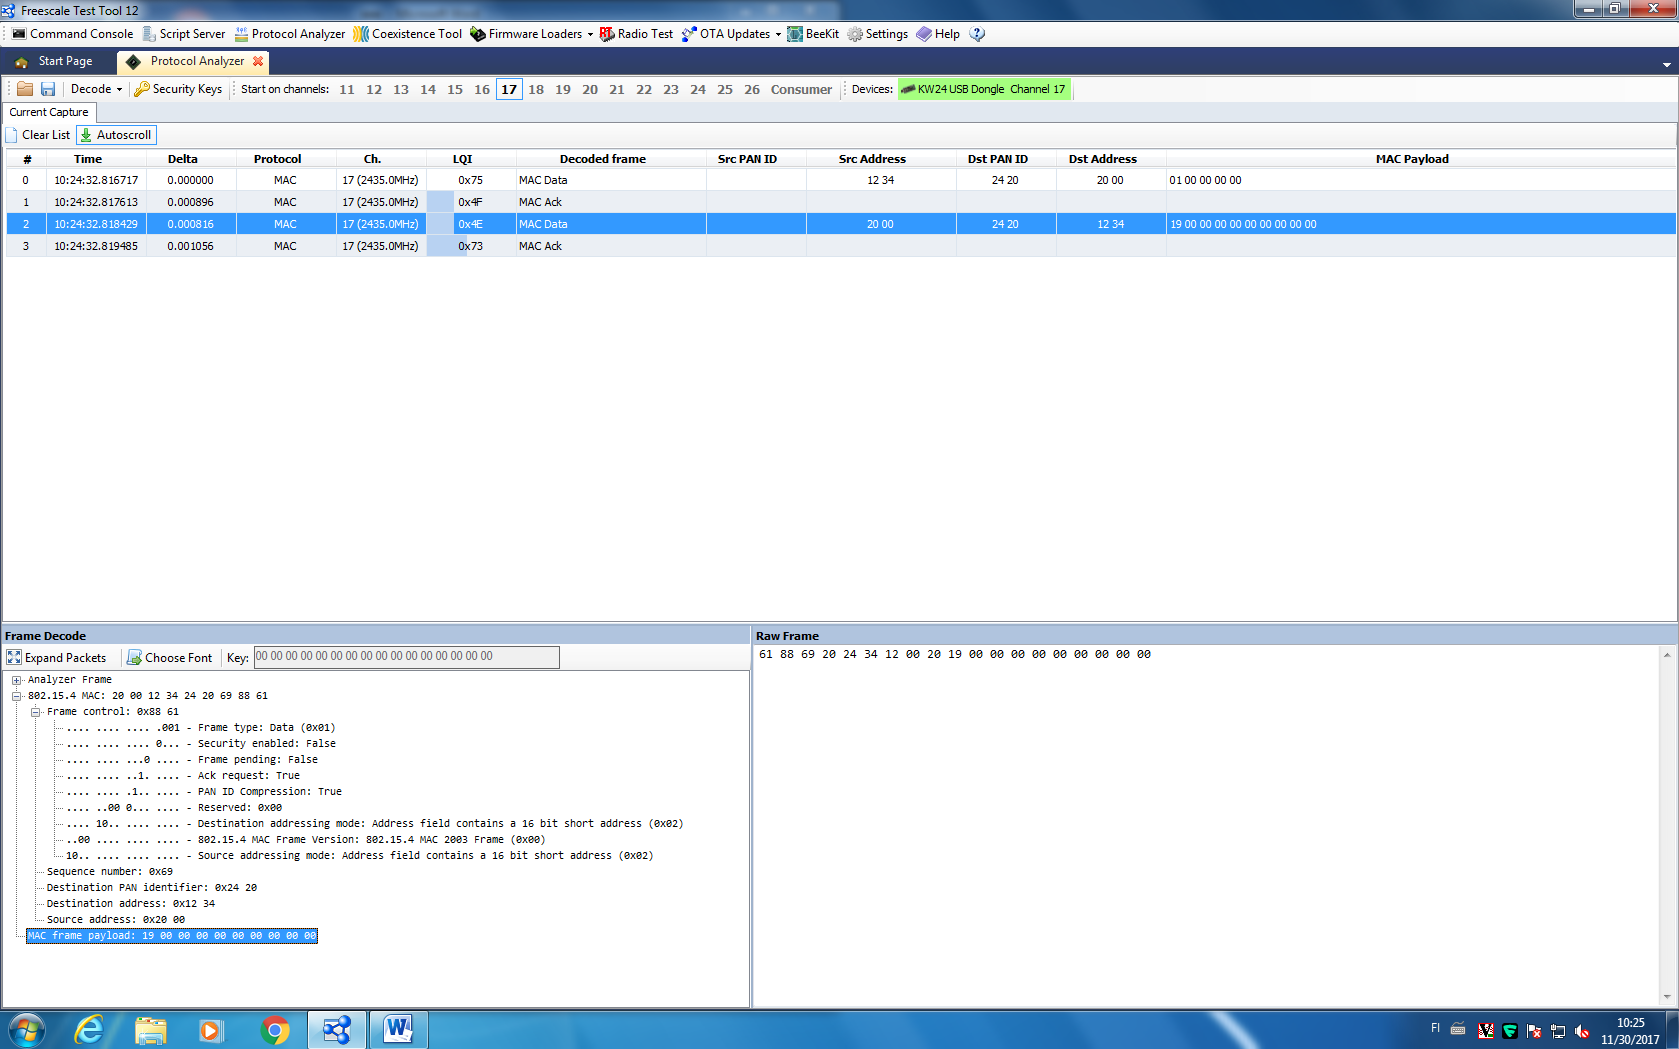 Freescale Test Tool 12
Command Console Script Server Protocol Analyzer Coexistence Tool Firmware Loaders Radio Test OTA Updates BeeKit Settings Help
Start Page Protocol Analyzer
Decode Security Keys Start on channels: 11 12 13 14 15 16 17 18 19 20 21 22 23 24 25 26 Consumer Devices: KW24 USB Dongle Channel 17
Current Capture
Clear List Autoscroll
# Time Delta Protocol Ch. LQI Decoded frame Src PAN ID Src Address Dst PAN ID Dst Address MAC Payload
0 10:24:32.816717 0.000000 MAC 17 (2435.0MHz) 0x75 MAC Data 12 34 24 20 20 00 01 00 00 00 00
1 10:24:32.817613 0.000896 MAC 17 (2435.0MHz) 0x4F MAC Ack
2 10:24:32.818429 0.000816 MAC 17 (2435.0MHz) 0x4E MAC Data 20 00 24 20 12 34 19 00 00 00 00 00 00 00 00 00
3 10:24:32.819485 0.001056 MAC 17 (2435.0MHz) 0x73 MAC Ack
Frame Decode
Expand Packets Choose Font Key: 00 00 00 00 00 00 00 00 00 00 00 00 00 00 00 00
Analyzer Frame
802.15.4 MAC: 20 00 12 34 24 20 69 88 61
Frame control: 0x88 61
.... .... .... .001 - Frame type: Data (0x01)
.... .... .... 0... - Security enabled: False
.... .... ...0 .... - Frame pending: False
.... .... ..1. .... - Ack request: True
.... .... .1.. .... - PAN ID Compression: True
.... ..00 0... .... - Reserved: 0x00
.... 10.. .... .... - Destination addressing mode: Address field contains a 16 bit short address (0x02)
..00 .... .... .... - 802.15.4 MAC Frame Version: 802.15.4 MAC 2003 Frame (0x00)
10.. .... .... .... - Source addressing mode: Address field contains a 16 bit short address (0x02)
Sequence number: 0x69
Destination PAN identifier: 0x24 20
Destination address: 0x12 34
Source address: 0x20 00
MAC frame payload: 19 00 00 00 00 00 00 00 00 00
Raw Frame
61 88 69 20 24 34 12 00 20 19 00 00 00 00 00 00 00 00 00
FI
10:25
11/30/2017